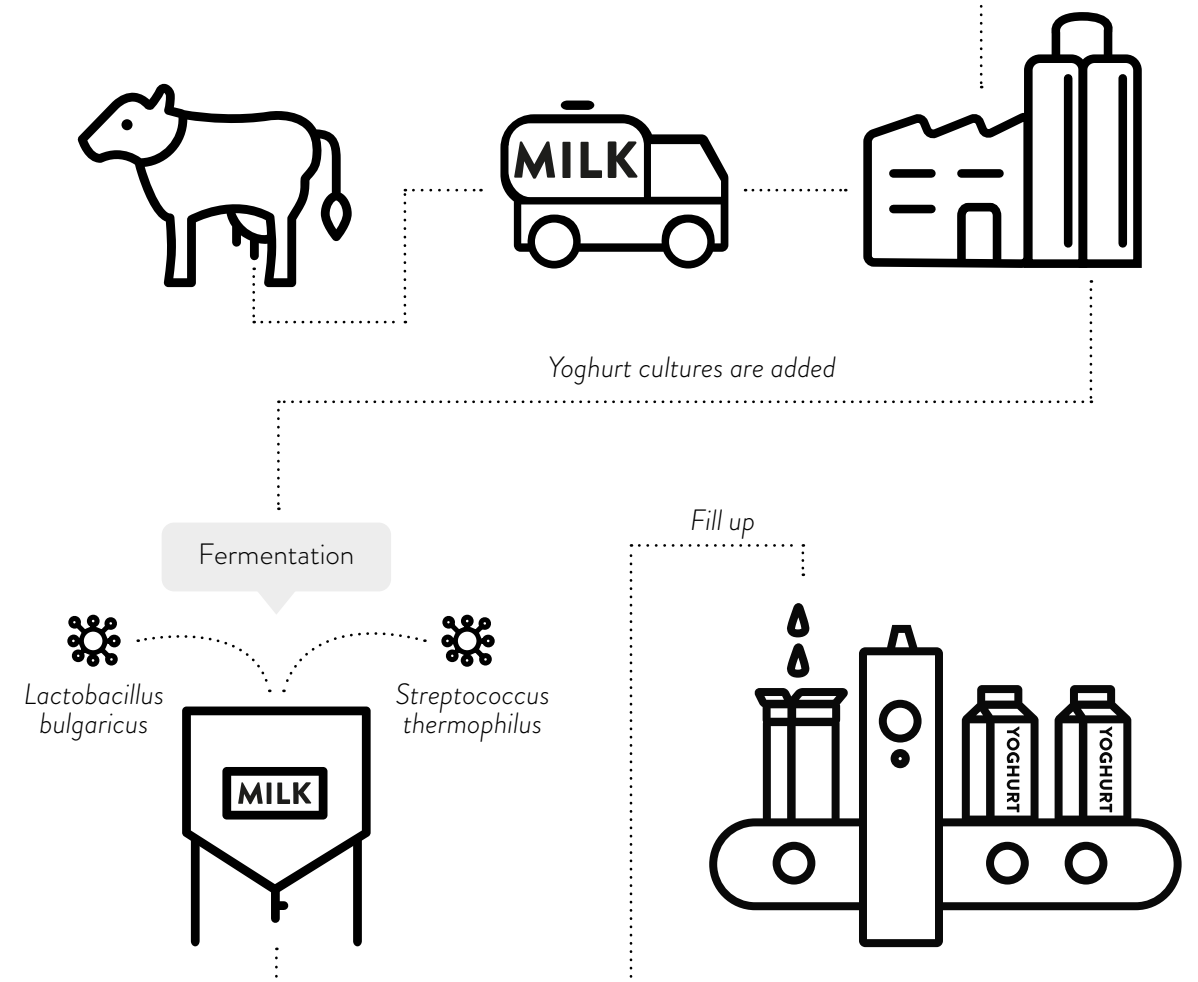 MILK
Yoghurt cultures are added
Fill up
Fermentation
Lactobacillus
bulgaricus
Streptococcus
thermophilus
MILK
YOGHURT
YOGHURT